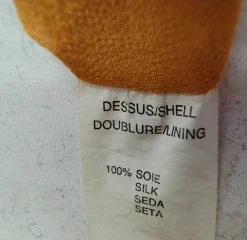 DESSUS/SHELL
DOUBLURE/LINING
100% SOIE
SILK
SEDA
SETA